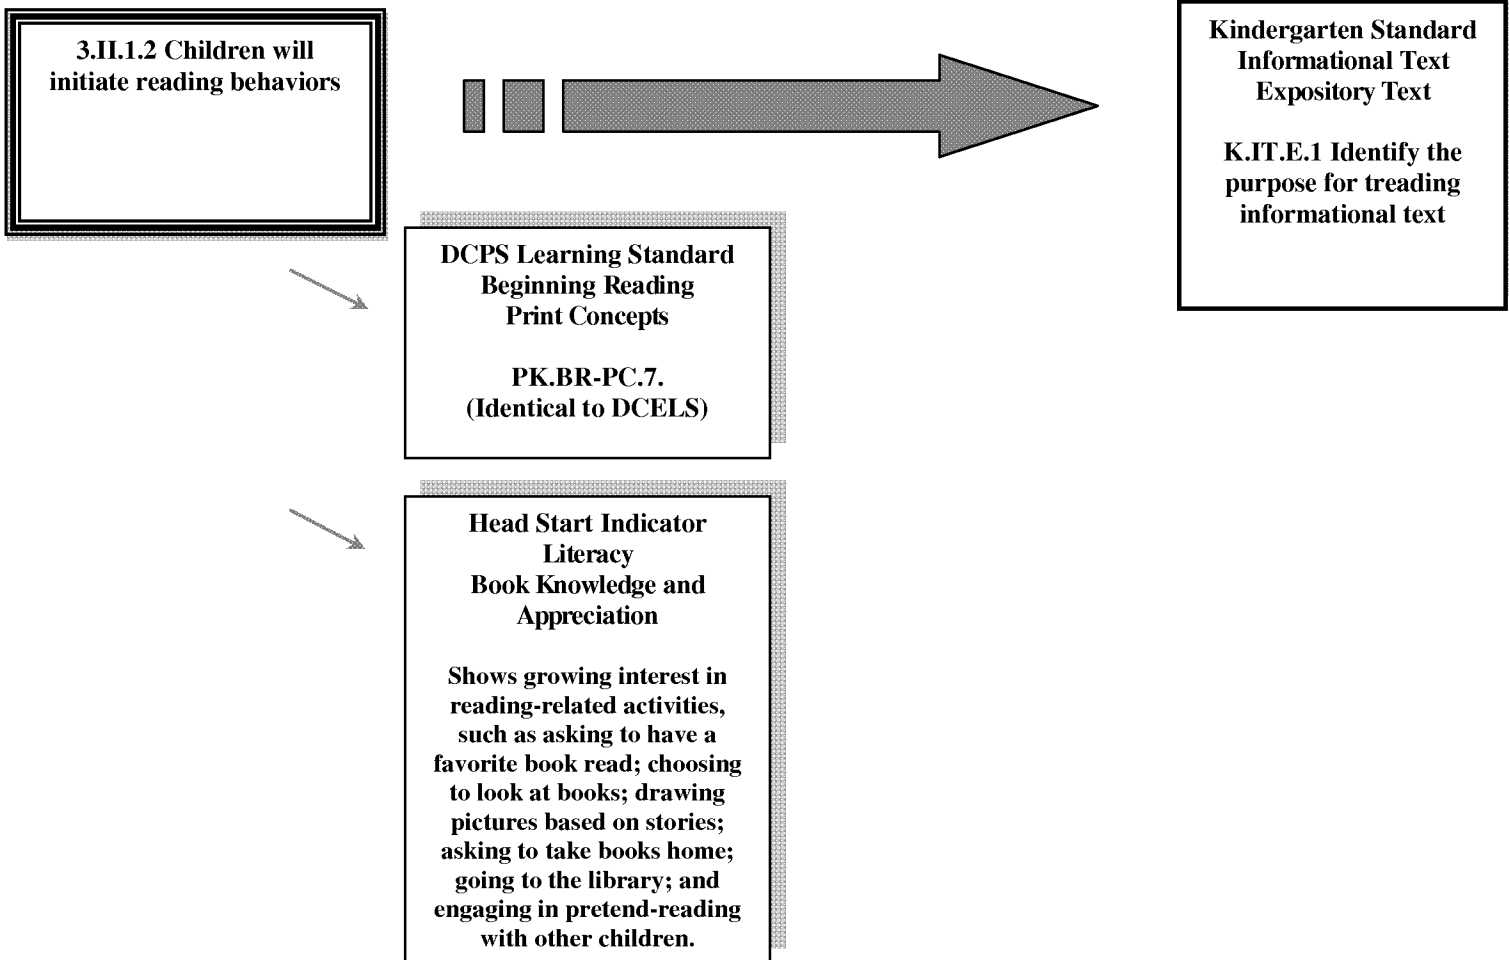 3.II.1.2 Children will
initiate reading behaviors
Kindergarten Standard
Informational Text
Expository Text
K.IT.E.1 Identify the
purpose for treading
informational text
DCPS Learning Standard
Beginning Reading
Print Concepts
PK.BR-PC.7.
(Identical to DCELS)
Head Start Indicator
Literacy
Book Knowledge and
Appreciation
Shows growing interest in
reading-related activities,
such as asking to have a
favorite book read; choosing
to look at books; drawing
pictures based on stories;
asking to take books home;
going to the library; and
engaging in pretend-reading
with other children.